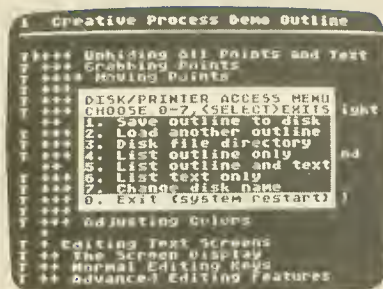 Creative Process Demo Outline
Unhiding All Points and Text
Grabbing Points
Moving Points
DISK/PRINTER ACCESS MENU
CHOOSE 0-7,(SELECT)EXITS
ight
1. Save outline to disk
2. Load another outline
3. Disk file directory
4. List outline only
nd
5. List outline and text
6. List text only
7. Change disk name
0. Exit (system restart)
Adjusting Colors
Editing Text Screens
The Screen Display
Normal Editing Keys
Advanced Editing Features